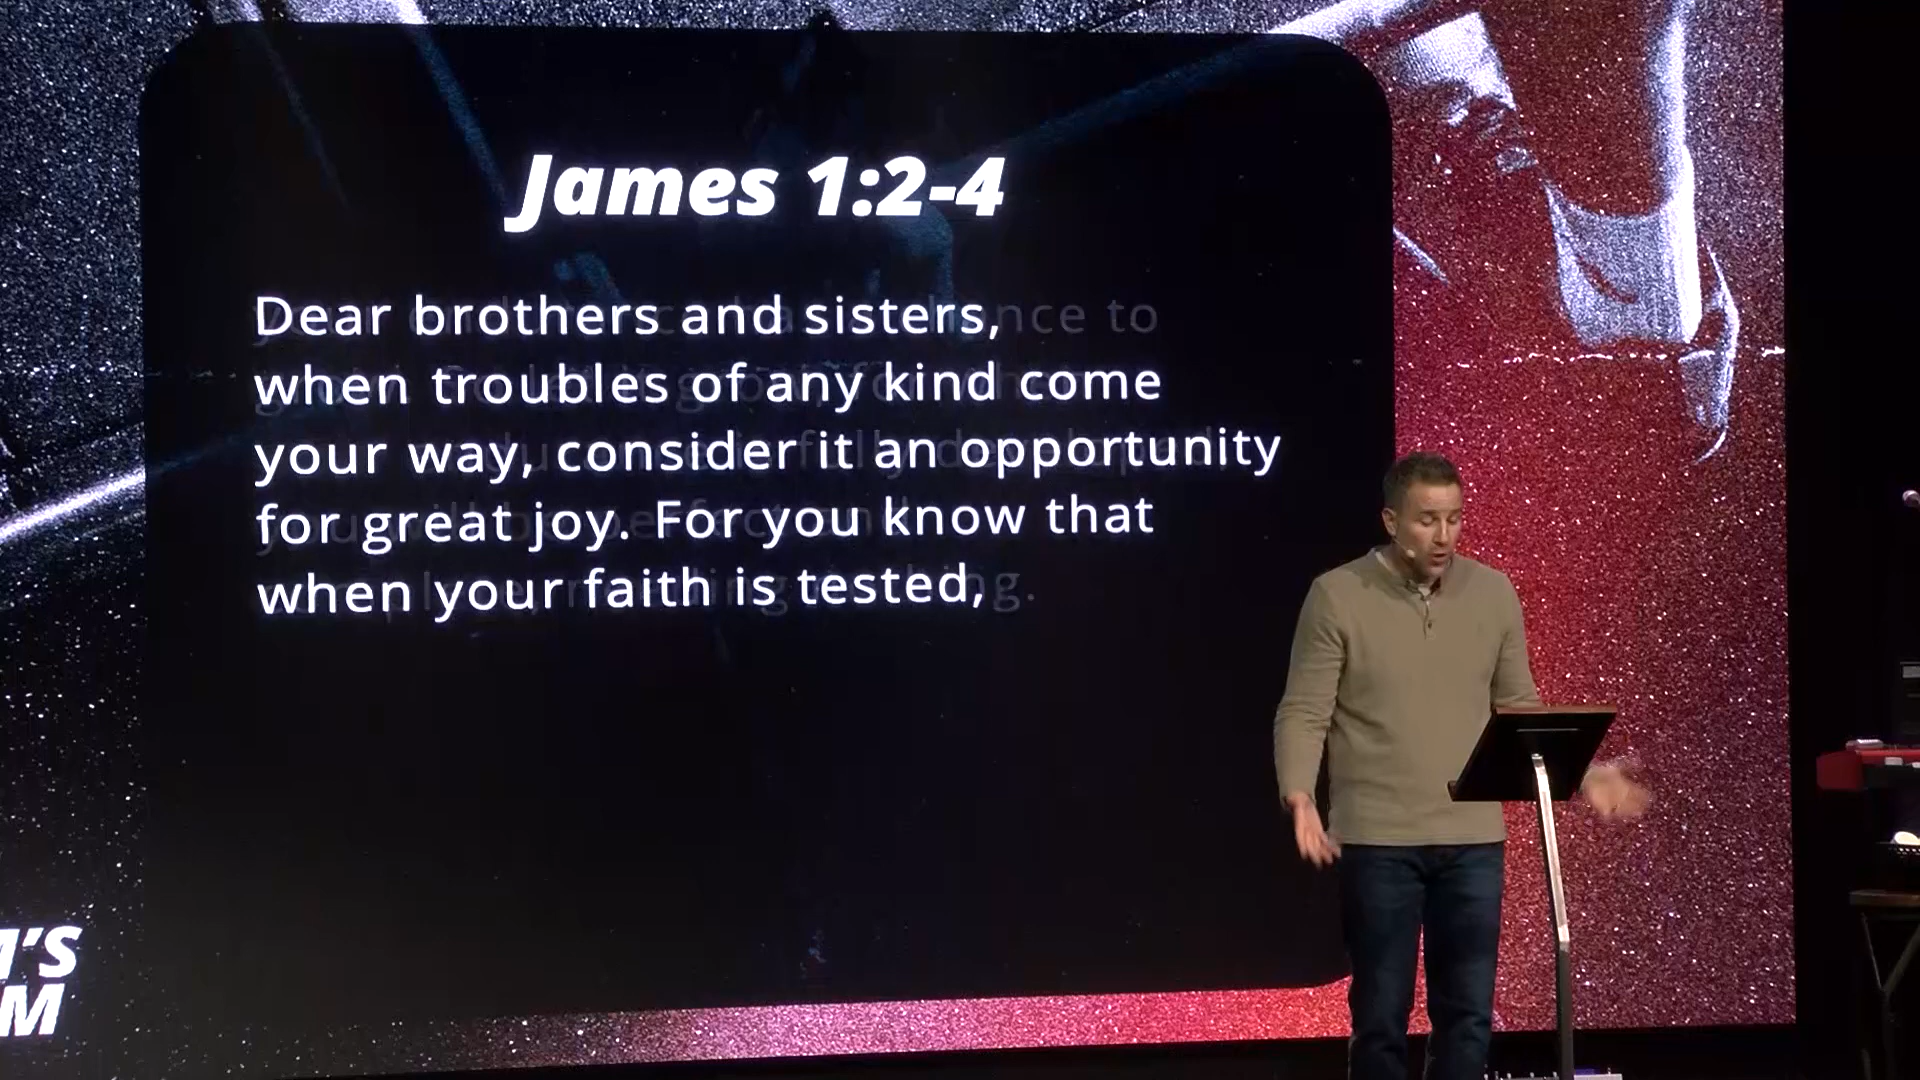 James 1:2-4
Dear brothers and sisters,
when troubles of any kind come
your way, consider it an opportunity
for great joy. For you know that
when your faith is tested,
'S
M